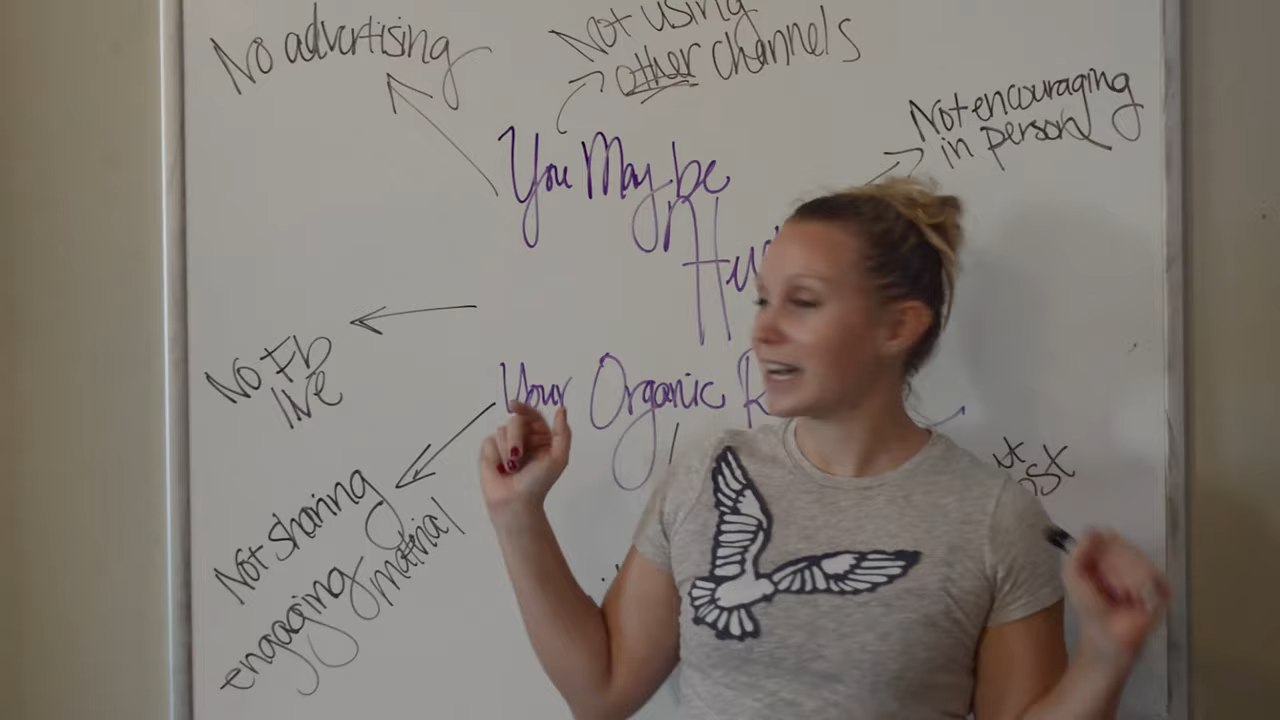 No advertising
Not using
other channels
Not encouraging
in person
You May be
Your Organic
No Fb
live
Not sharing
engaging material